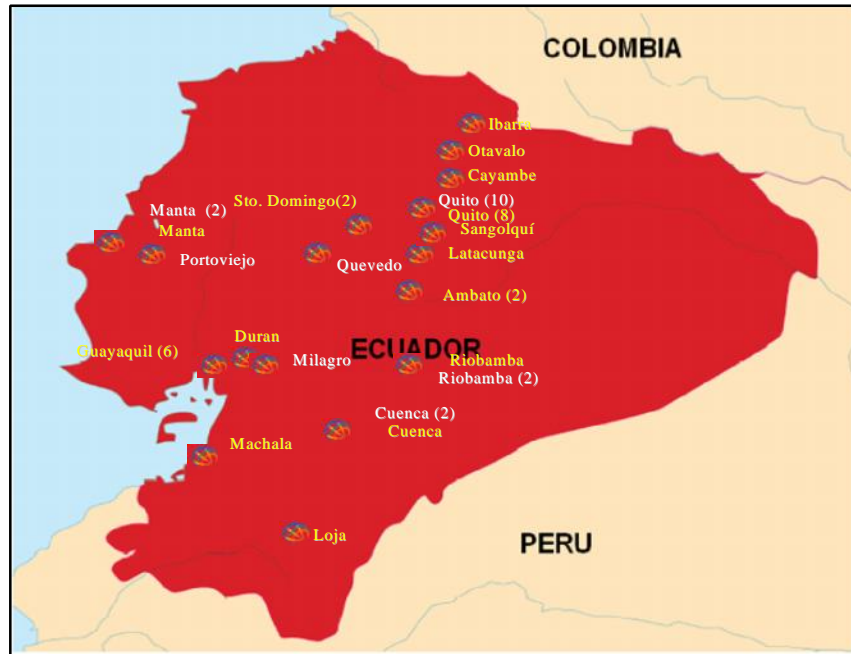 COLOMBIA
Ibarra
Otavalo
Cayambe
Quito (10)
Sto. Domingo(2)
Manta (2)
Quito (8)
Manta
Sangolquí
Portoviejo
Quevedo
Latacunga
Ambato (2)
Duran
ECUADOR
Guayaquil (6)
Milagro
Riobamba
Riobamba (2)
Cuenca (2)
Cuenca
Machala
Loja
PERU